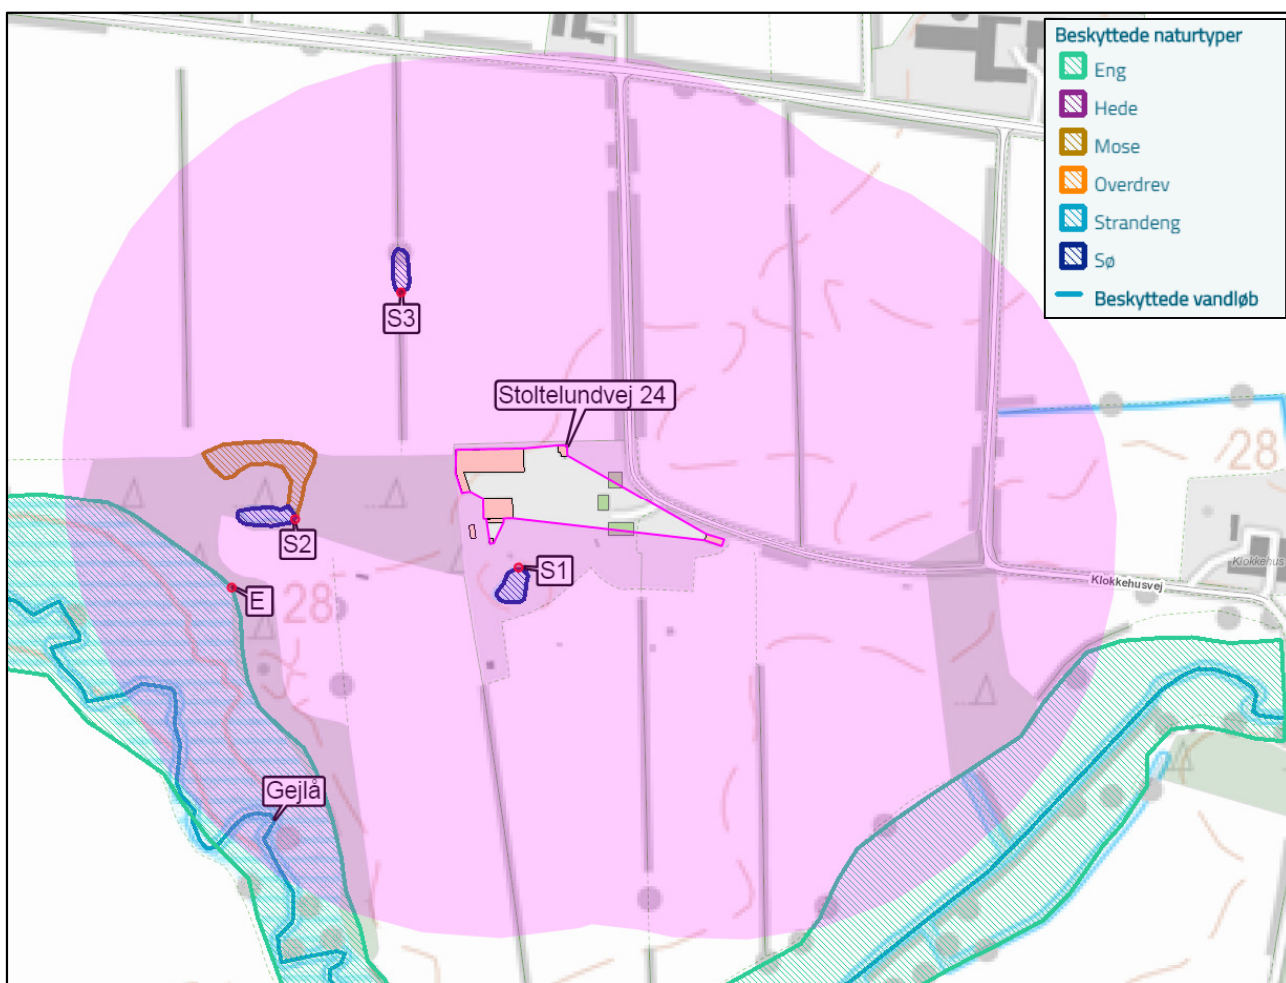 Beskyttede naturtyper
Eng
Hede
Mose
Overdrev
Strandeng
Sø
Beskyttede vandløb
S3
Stoltelundvej 24
28
S2
S1
E
28
Klokkehus
Klokkehusvej
Gejlå